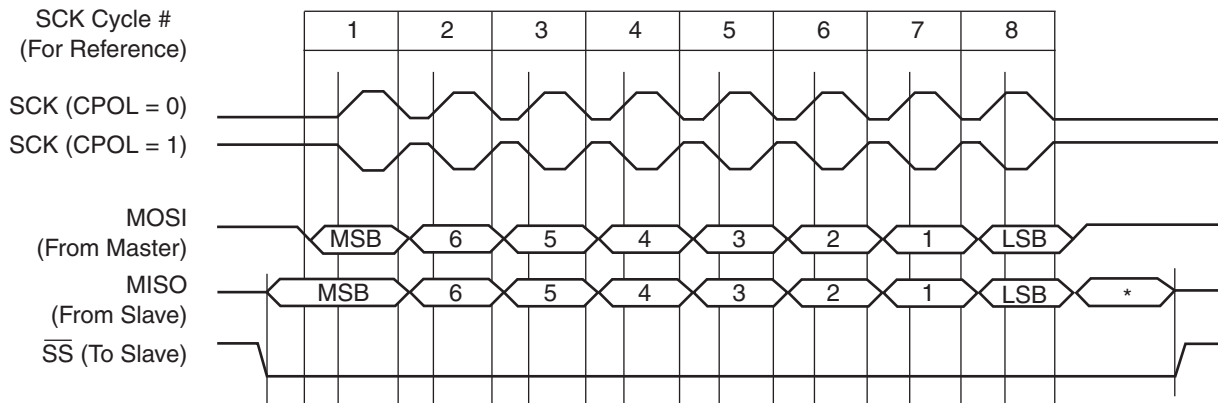 SCK Cycle #
(For Reference)
1 2 3 4 5 6 7 8
SCK (CPOL = 0)
SCK (CPOL = 1)
MOSI
(From Master)
MSB 6 5 4 3 2 1 LSB
MISO
(From Slave)
MSB 6 5 4 3 2 1 LSB *
SS (To Slave)